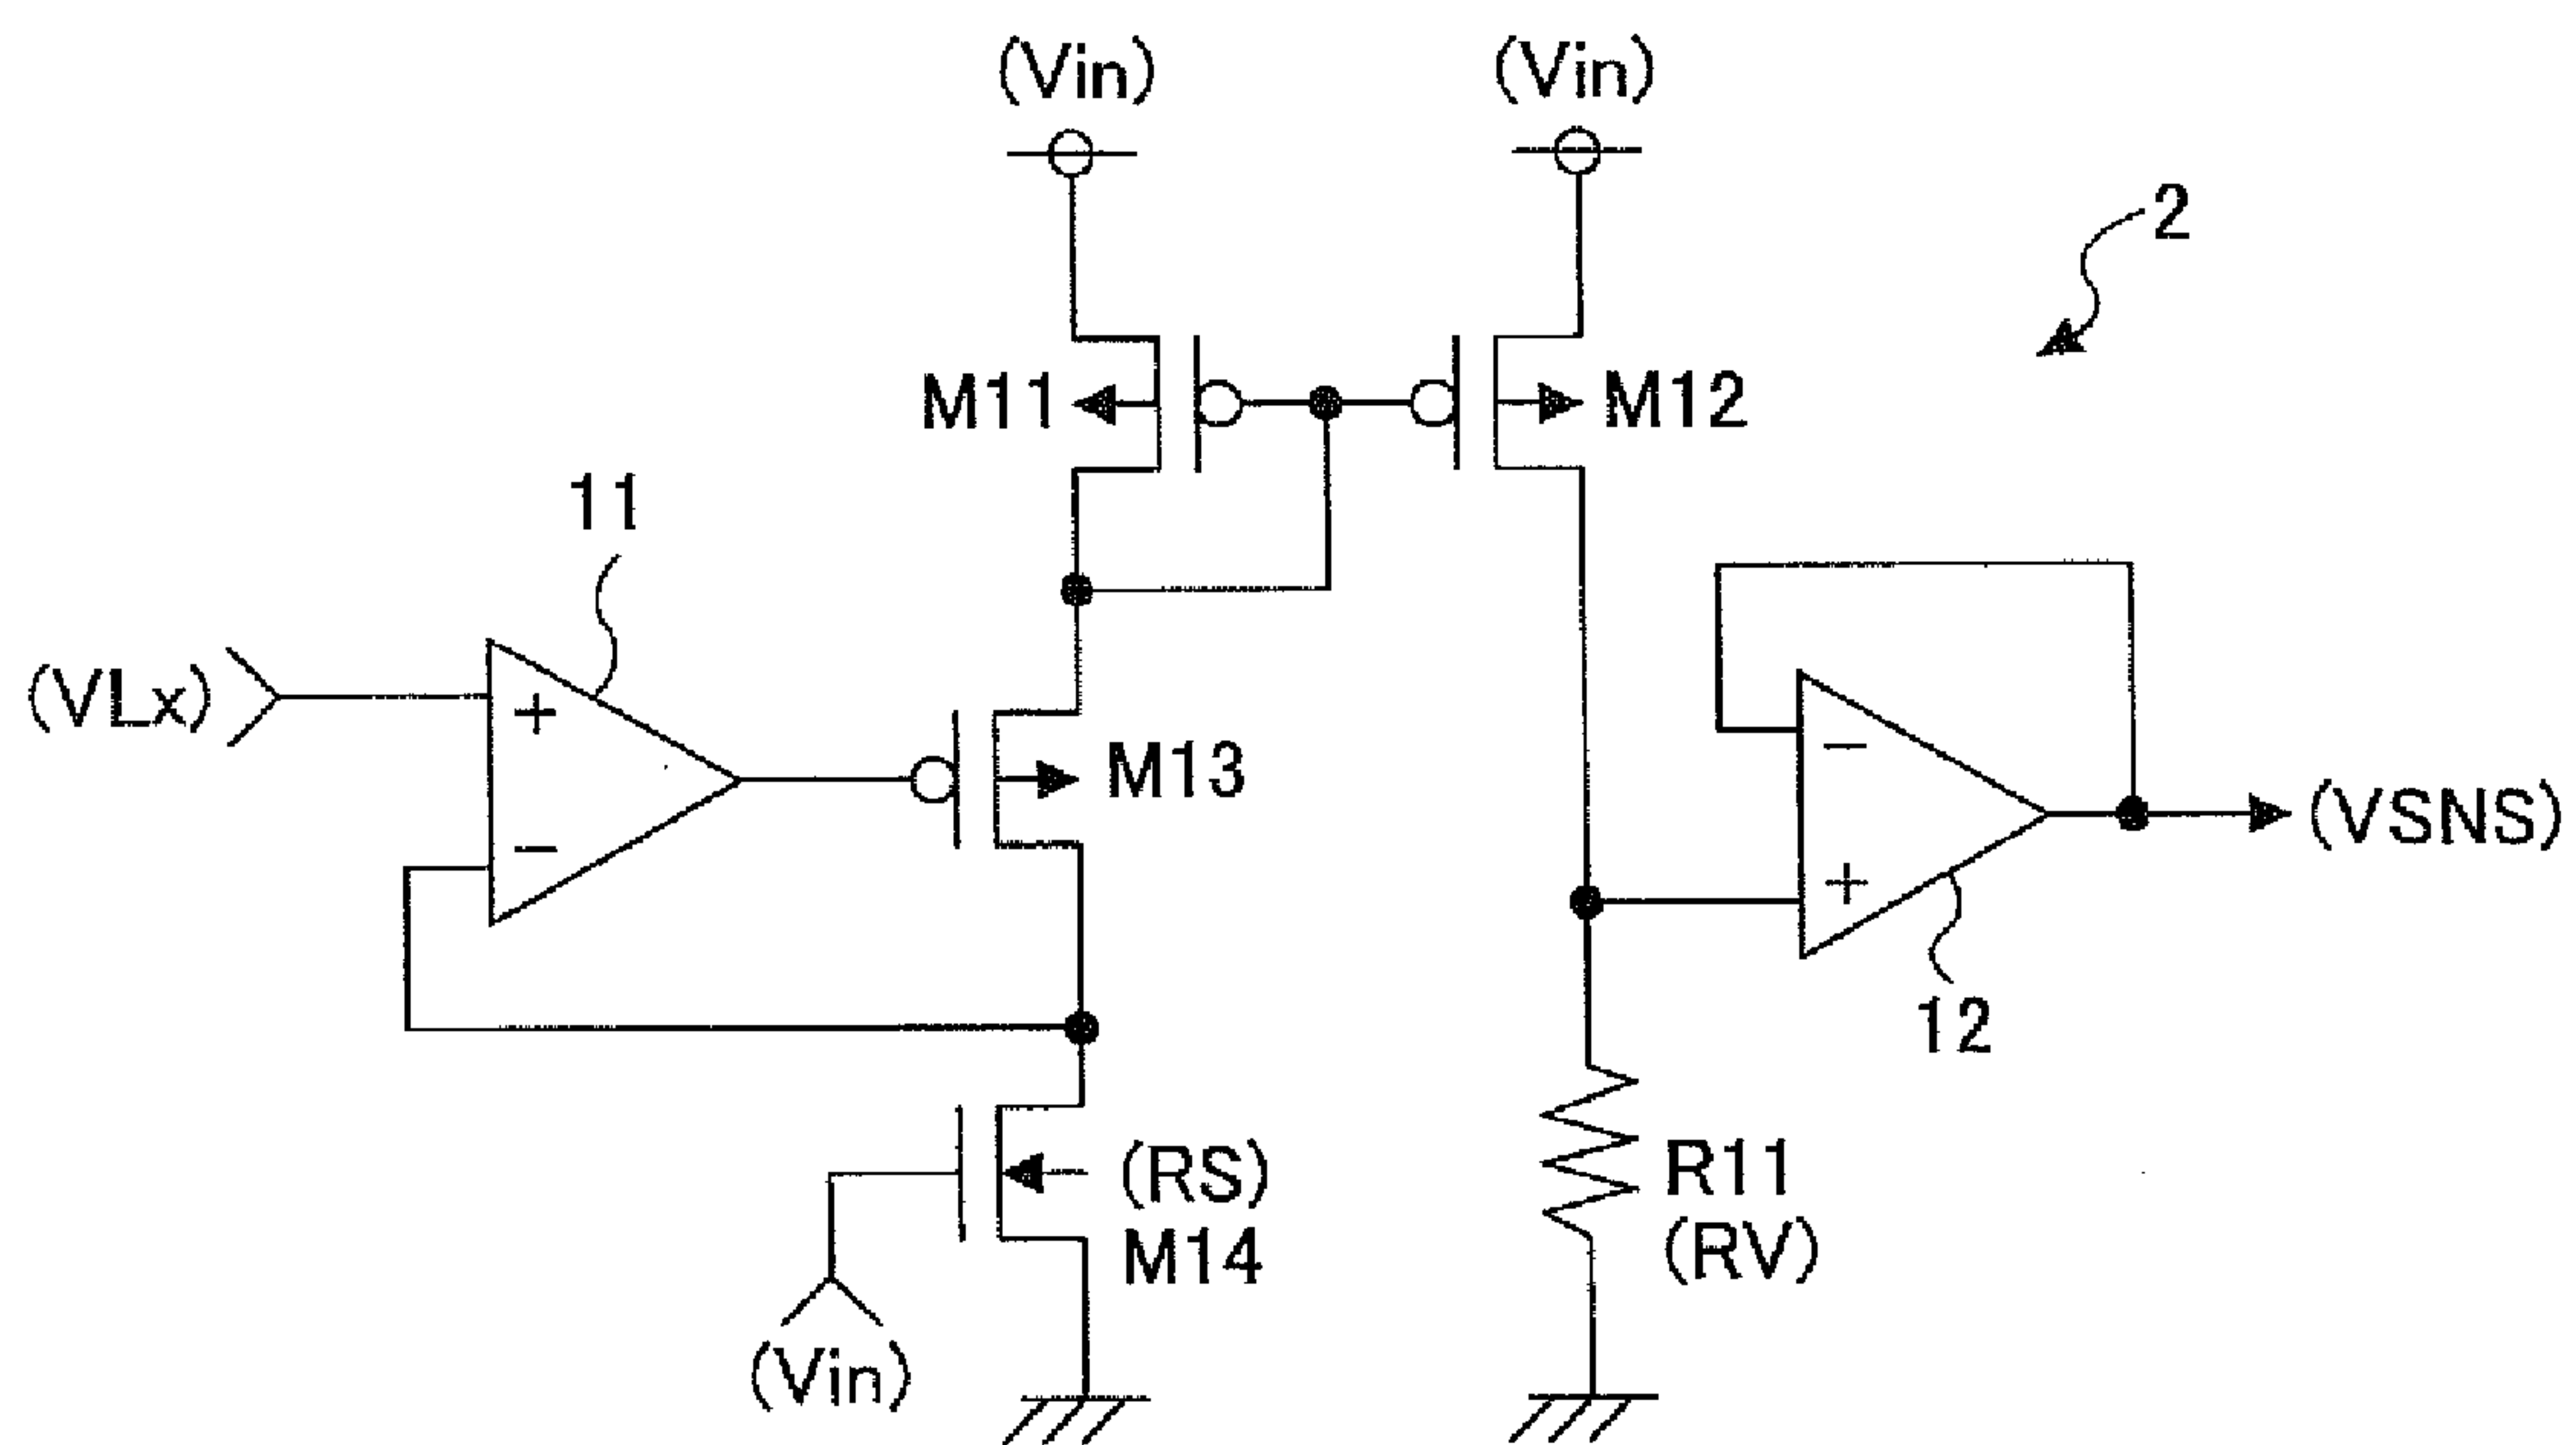 (Vin)
(Vin)
2
M11
M12
11
(VLx)
+
−
M13
−
+
(VSNS)
12
(RS)
M14
R11
(RV)
(Vin)